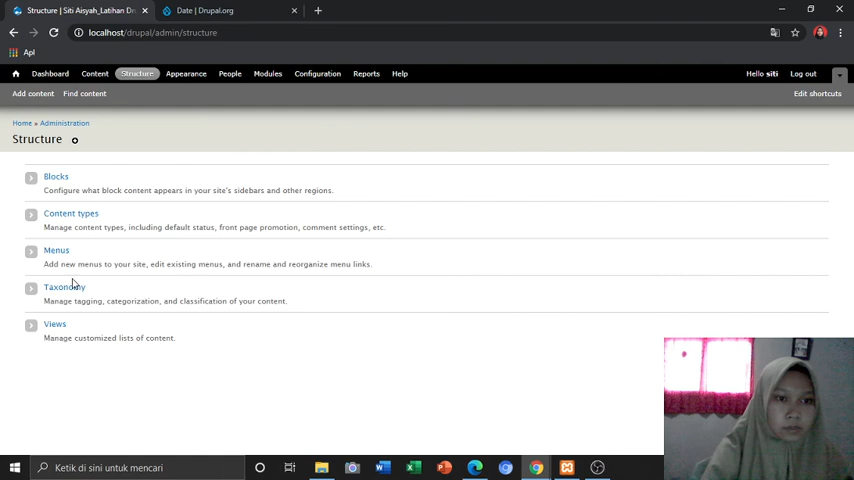 Structure | Siti Aisyah_Latihan Dru
Date | Drupal.org
localhost/drupal/admin/structure
Apl
Dashboard Content Structure Appearance People Modules Configuration Reports Help
Hello siti Log out
Add content Find content
Edit shortcuts
Home » Administration
Structure
Blocks
Configure what block content appears in your site's sidebars and other regions.
Content types
Manage content types, including default status, front page promotion, comment settings, etc.
Menus
Add new menus to your site, edit existing menus, and rename and reorganize menu links.
Taxonomy
Manage tagging, categorization, and classification of your content.
Views
Manage customized lists of content.
Ketik di sini untuk mencari